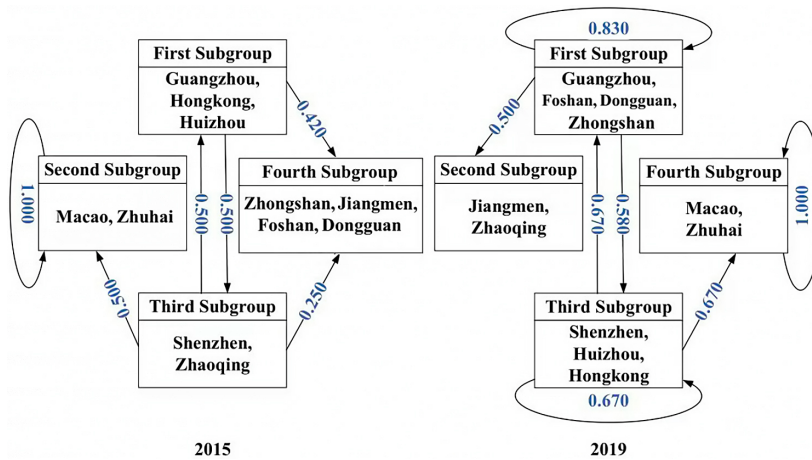 First Subgroup
Guangzhou,
Hongkong,
Huizhou
0.420
Second Subgroup
Macao, Zhuhai
1.000
0.500
0.500
Fourth Subgroup
Zhongshan, Jiangmen,
Foshan, Dongguan
0.500
0.250
Third Subgroup
Shenzhen,
Zhaoqing
2015
0.830
First Subgroup
Guangzhou,
Foshan, Dongguan,
Zhongshan
0.500
Second Subgroup
Jiangmen,
Zhaoqing
0.670
0.580
Fourth Subgroup
Macao,
Zhuhai
1.000
0.670
Third Subgroup
Shenzhen,
Huizhou,
Hongkong
0.670
2019